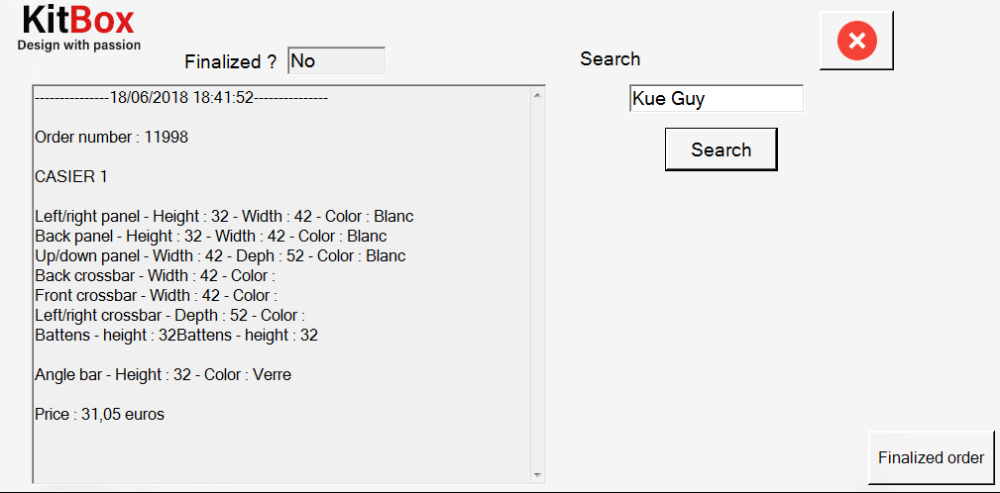 KitBox
Design with passion
Finalized ? No
Search
Kue Guy
Search
---------------18/06/2018 18:41:52---------------
Order number : 11998
CASIER 1
Left/right panel - Height : 32 - Width : 42 - Color : Blanc
Back panel - Height : 32 - Width : 42 - Color : Blanc
Up/down panel - Width : 42 - Deph : 52 - Color : Blanc
Back crossbar - Width : 42 - Color :
Front crossbar - Width : 42 - Color :
Left/right crossbar - Depth : 52 - Color :
Battens - height : 32Battens - height : 32
Angle bar - Height : 32 - Color : Verre
Price : 31,05 euros
Finalized order